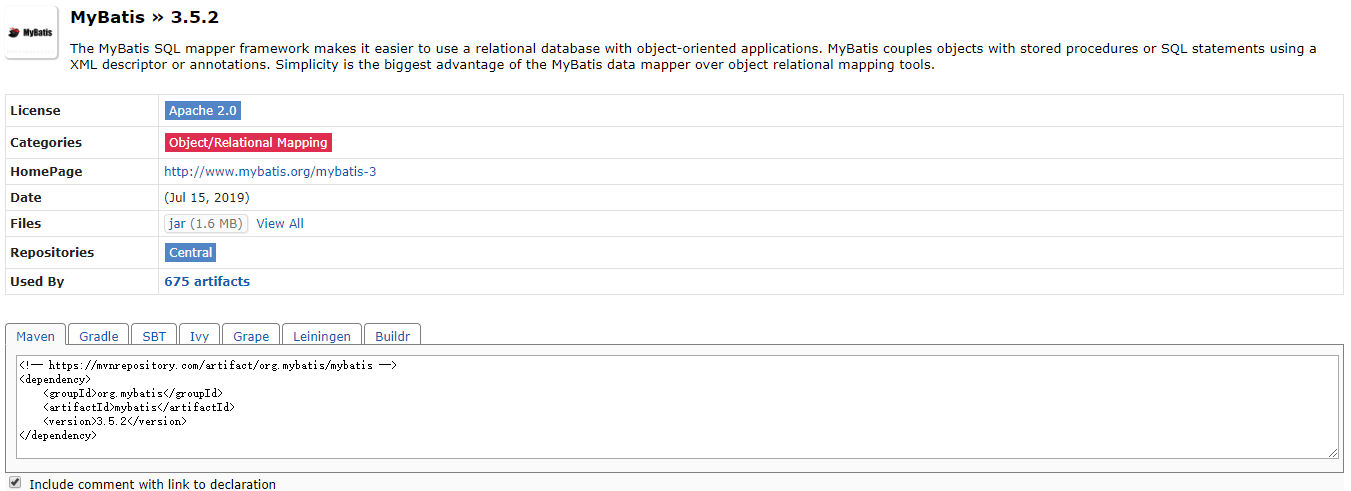 MyBatis
MyBatis » 3.5.2
The MyBatis SQL mapper framework makes it easier to use a relational database with object-oriented applications. MyBatis couples objects with stored procedures or SQL statements using a
XML descriptor or annotations. Simplicity is the biggest advantage of the MyBatis data mapper over object relational mapping tools.
License Apache 2.0
Categories Object/Relational Mapping
HomePage http://www.mybatis.org/mybatis-3
Date (Jul 15, 2019)
Files jar (1.6 MB) View All
Repositories Central
Used By 675 artifacts
Maven Gradle SBT Ivy Grape Leiningen Buildr
<!-- https://mvnrepository.com/artifact/org.mybatis/mybatis -->
<dependency>
    <groupId>org.mybatis</groupId>
    <artifactId>mybatis</artifactId>
    <version>3.5.2</version>
</dependency>
Include comment with link to declaration